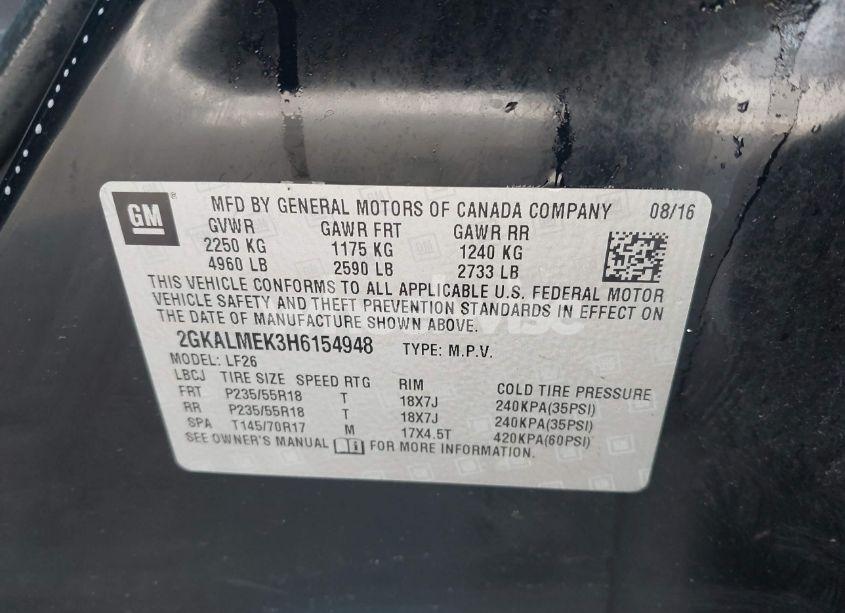 GM
MFD BY GENERAL MOTORS OF CANADA COMPANY 08/16
GVWR GAWR FRT GAWR RR
2250 KG 1175 KG 1240 KG
4960 LB 2590 LB 2733 LB
THIS VEHICLE CONFORMS TO ALL APPLICABLE U.S. FEDERAL MOTOR
VEHICLE SAFETY AND THEFT PREVENTION STANDARDS IN EFFECT ON
THE DATE OF MANUFACTURE SHOWN ABOVE.
2GKALMEK3H6154948 TYPE: M.P.V.
MODEL: LF26
LBCJ TIRE SIZE SPEED RTG RIM COLD TIRE PRESSURE
FRT P235/55R18 T 18X7J 240KPA(35PSI)
RR P235/55R18 T 18X7J 240KPA(35PSI)
SPA T145/70R17 M 17X4.5T 420KPA(60PSI)
SEE OWNER'S MANUAL FOR MORE INFORMATION.